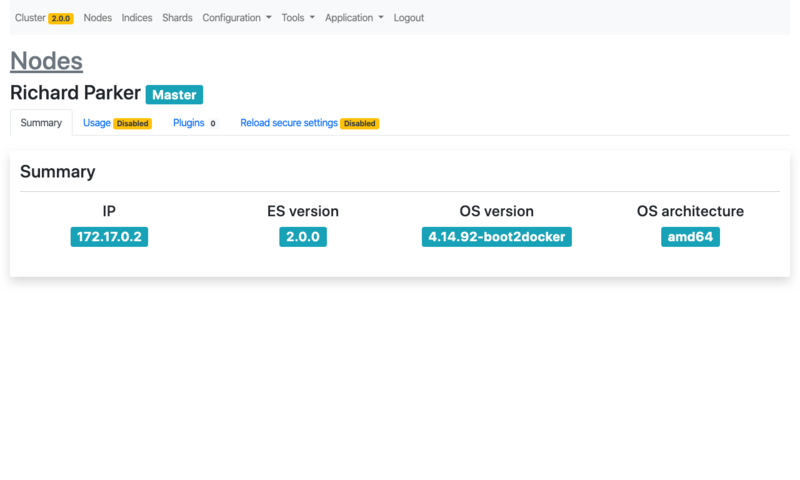 Cluster 2.0.0 Nodes Indices Shards Configuration Tools Application Logout
Nodes
Richard Parker Master
Summary Usage Disabled Plugins 0 Reload secure settings Disabled
Summary
IP ES version OS version OS architecture
172.17.0.2 2.0.0 4.14.92-boot2docker amd64